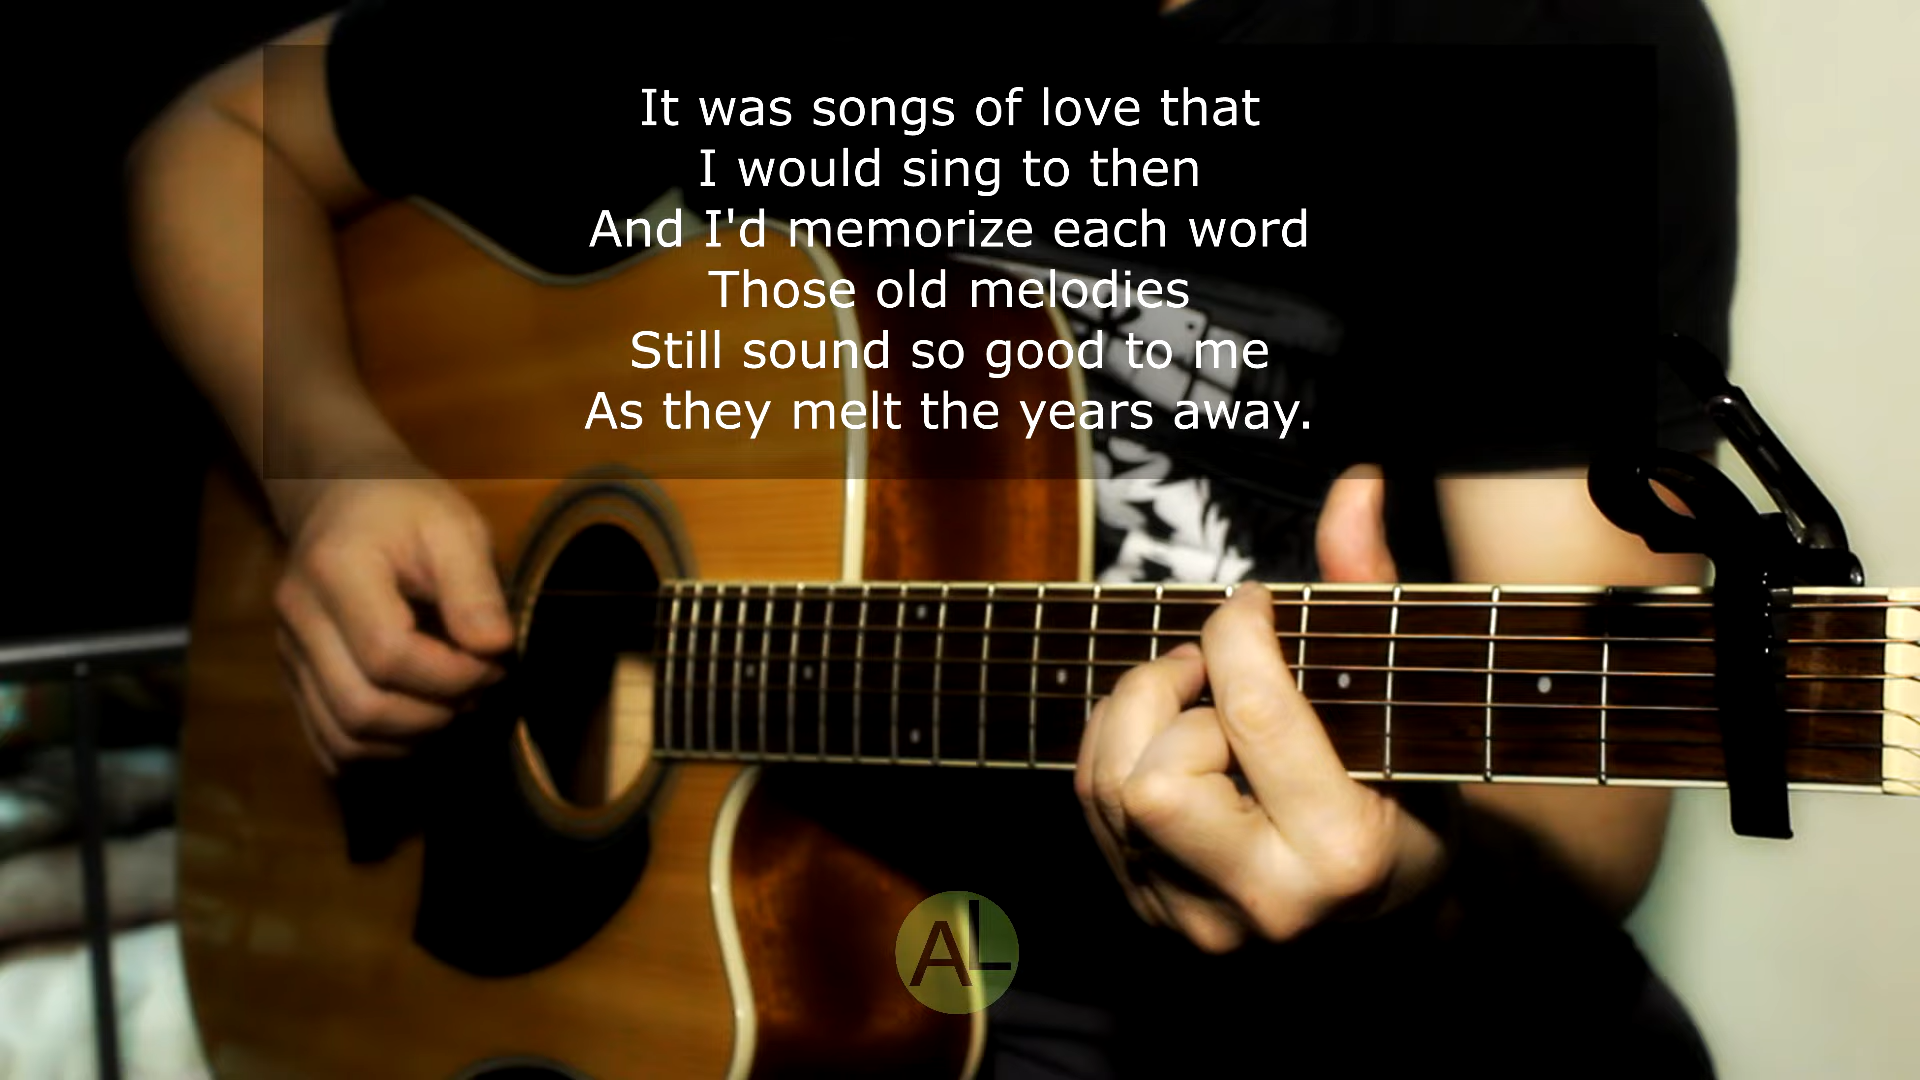 It was songs of love that
I would sing to then
And I'd memorize each word
Those old melodies
Still sound so good to me
As they melt the years away.
AL